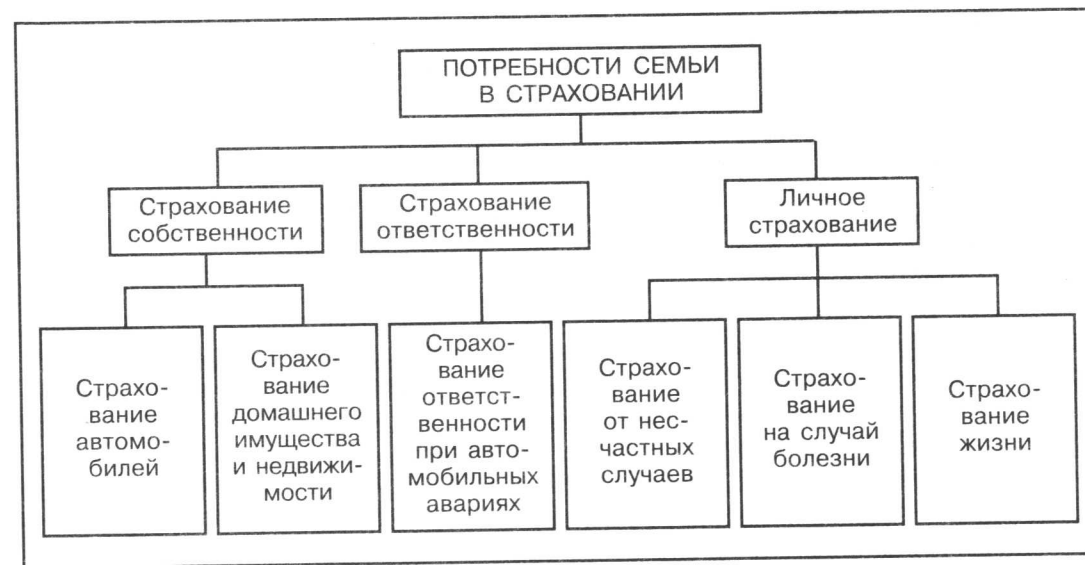 ПОТРЕБНОСТИ СЕМЬИ
В СТРАХОВАНИИ
Страхование
собственности
Страхование
ответственности
Личное
страхование
Страхо-
вание
автомо-
билей
Страхо-
вание
домашнего
имущества
и недвижи-
мости
Страхо-
вание
ответст-
венности
при авто-
мобильных
авариях
Страхо-
вание
от нес-
частных
случаев
Страхо-
вание
на случай
болезни
Страхо-
вание
жизни